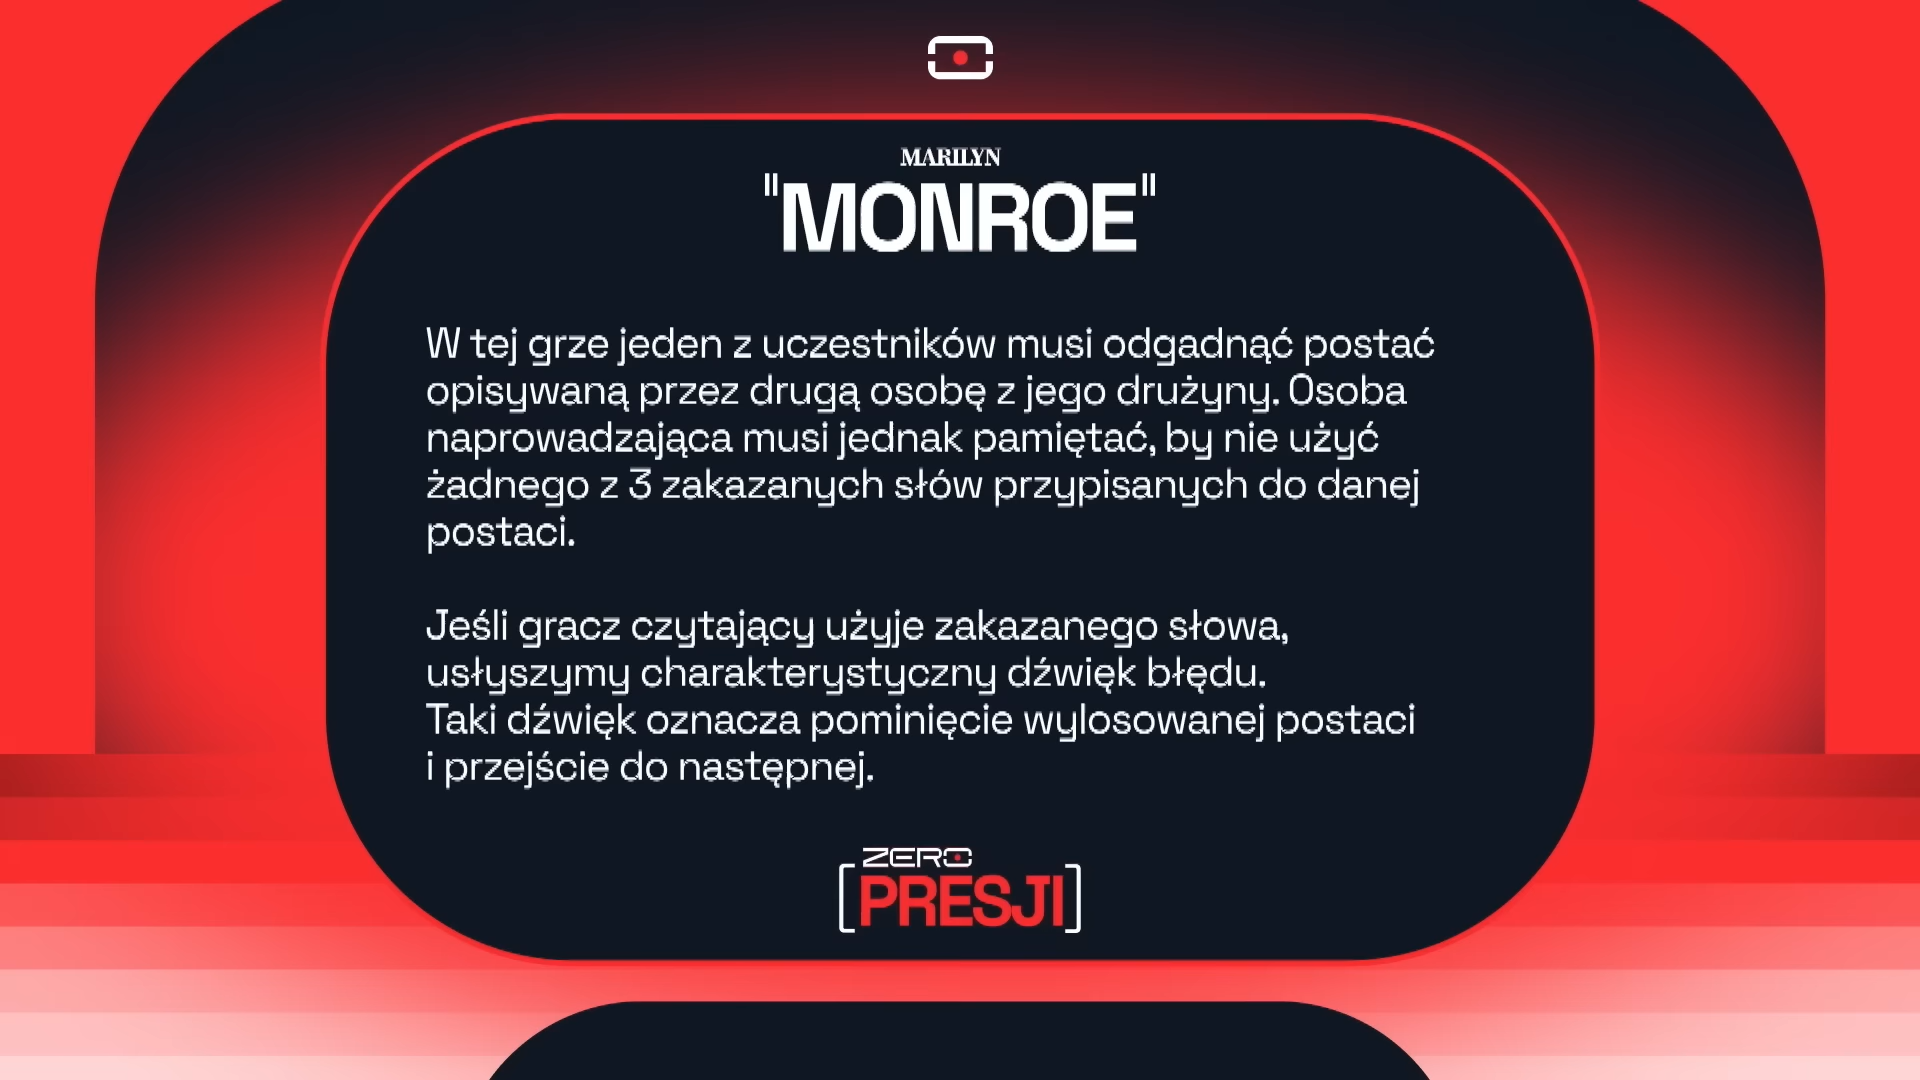 MARILYN
"MONROE"
W tej grze jeden z uczestników musi odgadnąć postać
opisywaną przez drugą osobę z jego drużyny. Osoba
naprowadzająca musi jednak pamiętać, by nie użyć
żadnego z 3 zakazanych słów przypisanych do danej
postaci.
Jeśli gracz czytający użyje zakazanego słowa,
usłyszymy charakterystyczny dźwięk błędu.
Taki dźwięk oznacza pominięcie wylosowanej postaci
i przejście do następnej.
ZERO
[PRESJI]